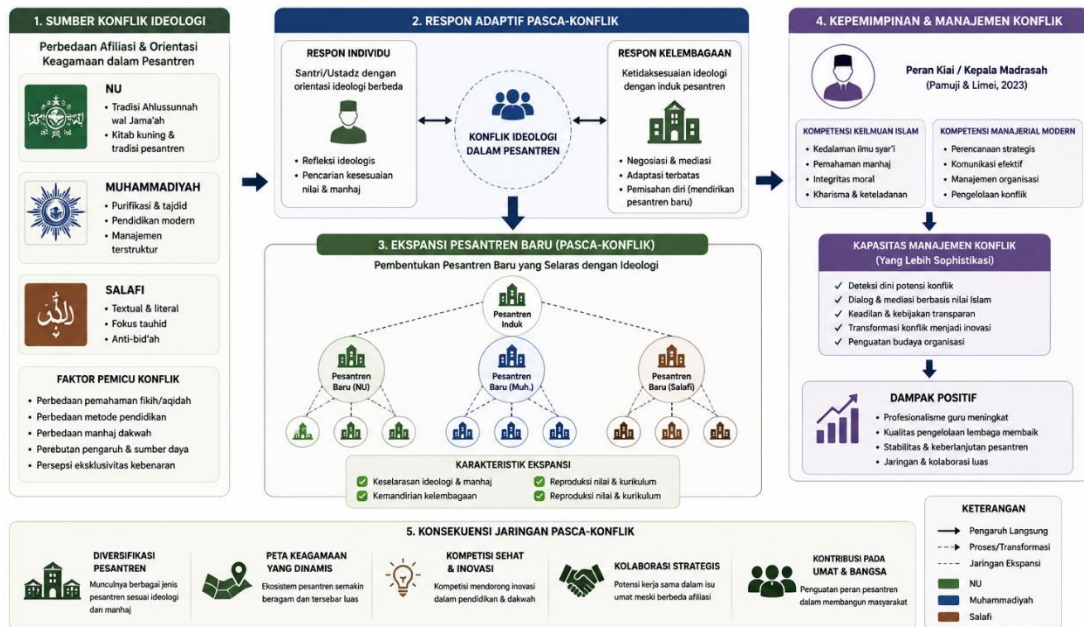 1. SUMBER KONFLIK IDEOLOGI
Perbedaan Afiliasi & Orientasi
Keagamaan dalam Pesantren
NU
• Tradisi Ahlussunnah
wal Jama'ah
• Kitab kuning &
tradisi pesantren
MUHAMMADIYAH
• Purifikasi & tajdid
• Pendidikan modern
• Manajemen
terstruktur
SALAFI
• Textual & literal
• Fokus tauhid
• Anti-bid'ah
FAKTOR PEMICU KONFLIK
• Perbedaan pemahaman fikih/aqidah
• Perbedaan metode pendidikan
• Perbedaan manhaj dakwah
• Perebutan pengaruh & sumber daya
• Persepsi eksklusivitas kebenaran
2. RESPON ADAPTIF PASCA-KONFLIK
RESPON INDIVIDU
Santri/Ustadz dengan
orientasi ideologi berbeda
• Refleksi ideologis
• Pencarian kesesuaian
nilai & manhaj
KONFLIK IDEOLOGI
DALAM PESANTREN
RESPON KELEMBAGAAN
Ketidaksesuaian ideologi
dengan induk pesantren
• Negosiasi & mediasi
• Adaptasi terbatas
• Pemisahan diri (mendirikan
pesantren baru)
3. EKSPANSI PESANTREN BARU (PASCA-KONFLIK)
Pembentukan Pesantren Baru yang Selaras dengan Ideologi
Pesantren
Induk
Pesantren
Baru (NU)
Pesantren
Baru (Muh.)
Pesantren
Baru (Salafi)
KARAKTERISTIK EKSPANSI
Keselarasan ideologi & manhaj
Reproduksi nilai & kurikulum
Kemandirian kelembagaan
Reproduksi nilai & kurikulum
4. KEPEMIMPINAN & MANAJEMEN KONFLIK
Peran Kiai / Kepala Madrasah
(Pamuji & Limei, 2023)
KOMPETENSI KEILMUAN ISLAM
• Kedalaman ilmu syar'i
• Pemahaman manhaj
• Integritas moral
• Kharisma & keteladanan
KOMPETENSI MANAJERIAL MODERN
• Perencanaan strategis
• Komunikasi efektif
• Manajemen organisasi
• Pengelolaan konflik
KAPASITAS MANAJEMEN KONFLIK
(Yang Lebih Sophistikasi)
✓ Deteksi dini potensi konflik
✓ Dialog & mediasi berbasis nilai Islam
✓ Keadilan & kebijakan transparan
✓ Transformasi konflik menjadi inovasi
✓ Penguatan budaya organisasi
DAMPAK POSITIF
• Profesionalisme guru meningkat
• Kualitas pengelolaan lembaga membaik
• Stabilitas & keberlanjutan pesantren
• Jaringan & kolaborasi luas
5. KONSEKUENSI JARINGAN PASCA-KONFLIK
DIVERSIFIKASI
PESANTREN
Munculnya berbagai jenis
pesantren sesuai ideologi
dan manhaj
PETA KEAGAMAAN
YANG DINAMIS
Ekosistem pesantren semakin
beragam dan tersebar luas
KOMPETISI SEHAT
& INOVASI
Kompetisi mendorong inovasi
dalam pendidikan & dakwah
KOLABORASI STRATEGIS
Potensi kerja sama dalam isu
umat meski berbeda afiliasi
KONTRIBUSI PADA
UMAT & BANGSA
Penguatan peran pesantren
dalam membangun masyarakat
KETERANGAN
Pengaruh Langsung
Proses/Transformasi
Jaringan Ekspansi
NU
Muhammadiyah
Salafi